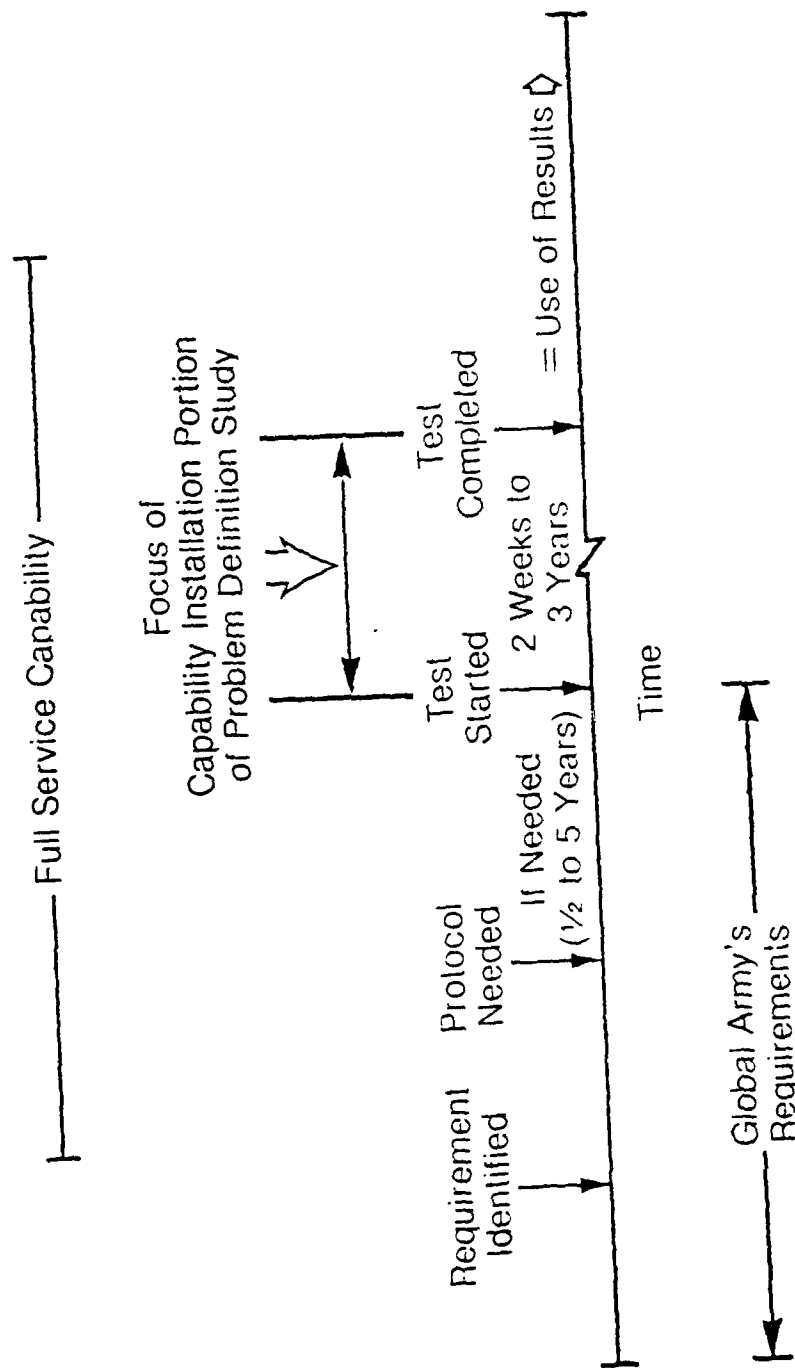 Full Service Capability
Focus of
Capability Installation Portion
of Problem Definition Study
Requirement
Identified
Protocol
Needed
If Needed
(½ to 5 Years)
Test
Started
2 Weeks to
3 Years
Test
Completed
= Use of Results
Time
Global Army's
Requirements